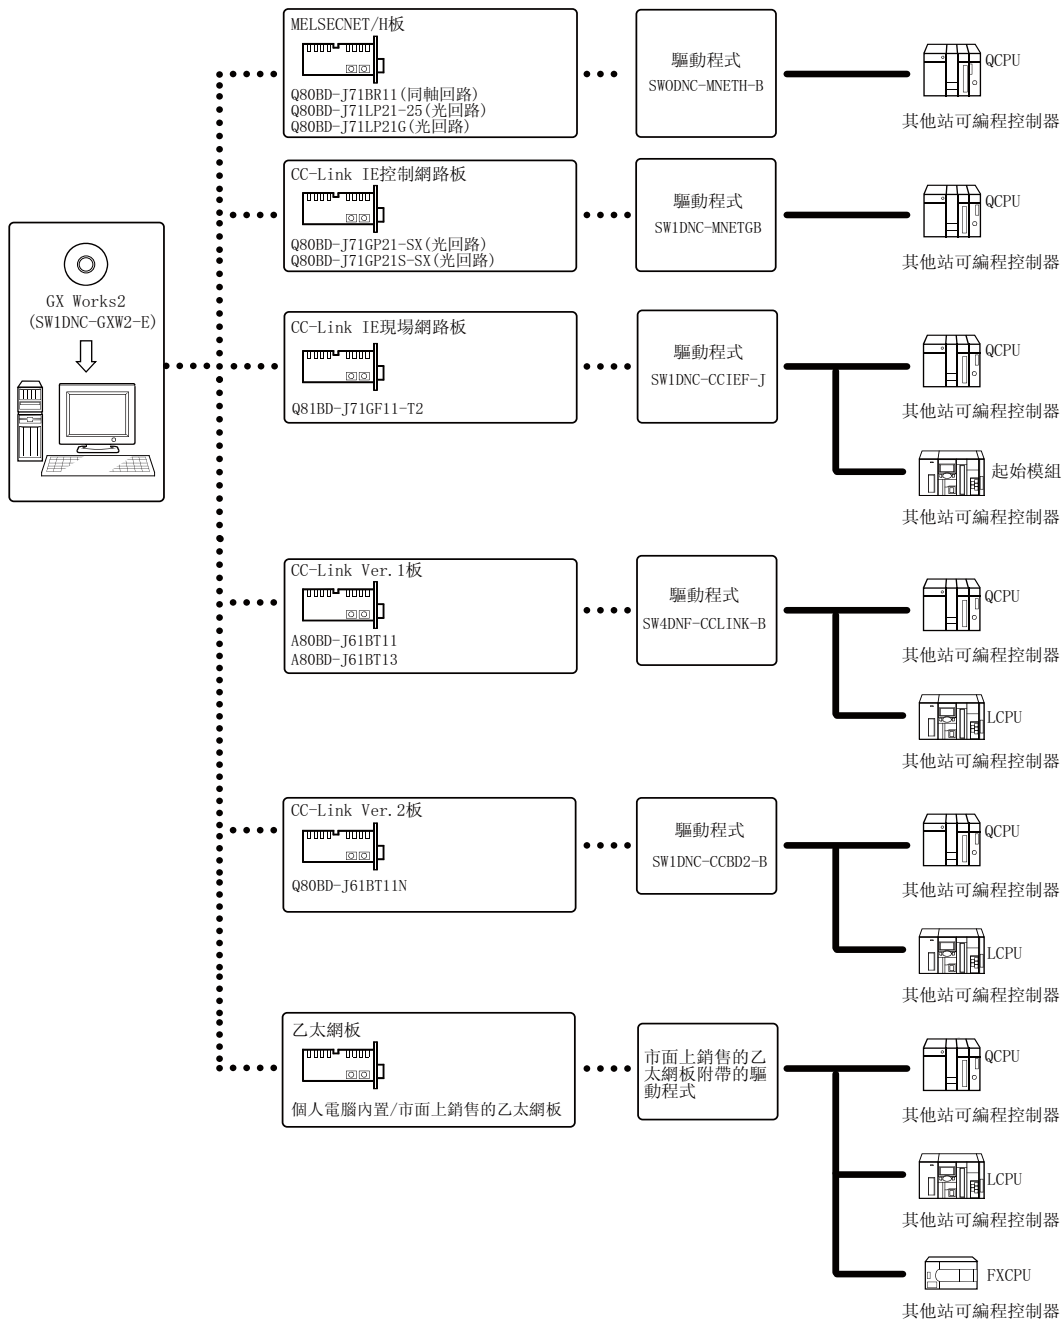 GX Works2
(SW1DNC-GXW2-E)
MELSECNET/H板
Q80BD-J71BR11(同軸回路)
Q80BD-J71LP21-25(光回路)
Q80BD-J71LP21G(光回路)
驅動程式
SW0DNC-MNETH-B
QCPU
其他站可編程控制器
CC-Link IE控制網路板
Q80BD-J71GP21-SX(光回路)
Q80BD-J71GP21S-SX(光回路)
驅動程式
SW1DNC-MNETGB
QCPU
其他站可編程控制器
CC-Link IE現場網路板
Q81BD-J71GF11-T2
驅動程式
SW1DNC-CCIEF-J
QCPU
其他站可編程控制器
起始模組
其他站可編程控制器
CC-Link Ver.1板
A80BD-J61BT11
A80BD-J61BT13
驅動程式
SW4DNF-CCLINK-B
QCPU
其他站可編程控制器
LCPU
其他站可編程控制器
CC-Link Ver.2板
Q80BD-J61BT11N
驅動程式
SW1DNC-CCBD2-B
QCPU
其他站可編程控制器
LCPU
其他站可編程控制器
乙太網板
個人電腦內置/市面上銷售的乙太網板
市面上銷售的乙
太網板附帶的驅
動程式
QCPU
其他站可編程控制器
LCPU
其他站可編程控制器
FXCPU
其他站可編程控制器